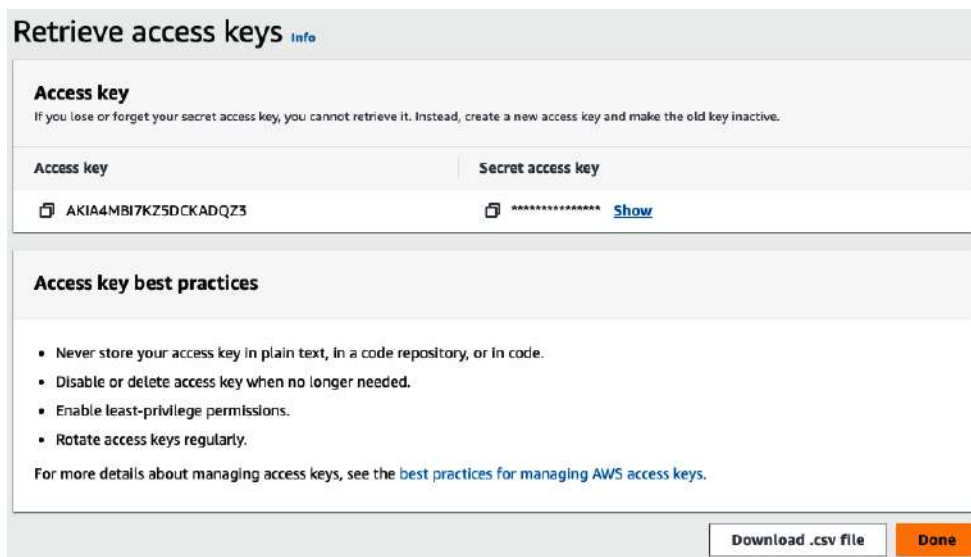 Retrieve access keys Info
Access key
If you lose or forget your secret access key, you cannot retrieve it. Instead, create a new access key and make the old key inactive.
Access key Secret access key
AKIA4MBI7KZ5DCKADQZ3 *************** Show
Access key best practices
• Never store your access key in plain text, in a code repository, or in code.
• Disable or delete access key when no longer needed.
• Enable least-privilege permissions.
• Rotate access keys regularly.
For more details about managing access keys, see the best practices for managing AWS access keys.
Download .csv file Done